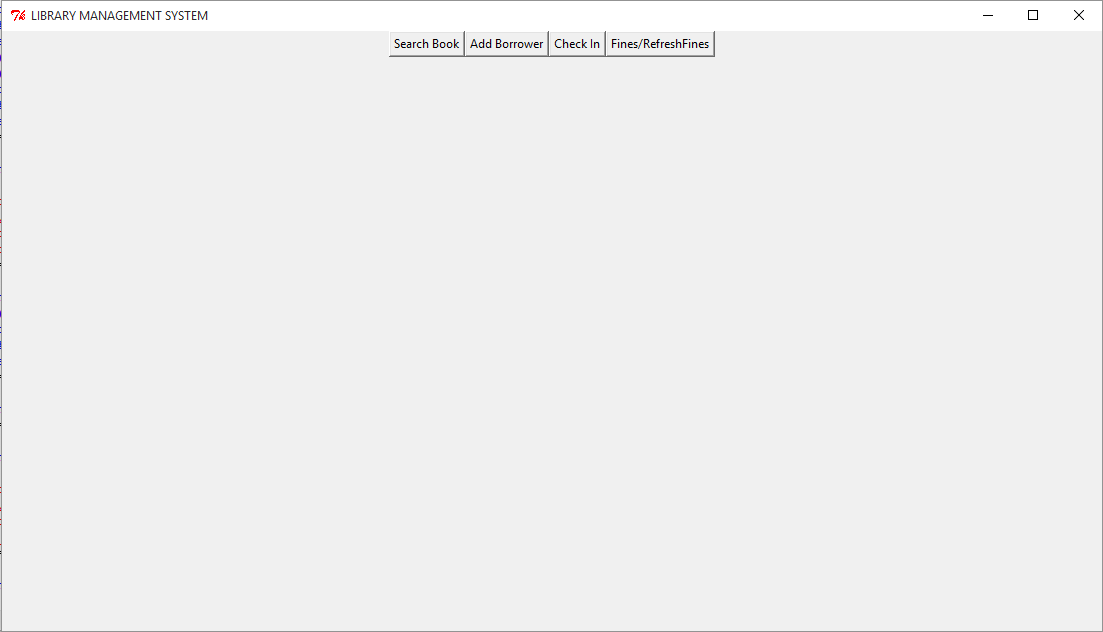 LIBRARY MANAGEMENT SYSTEM
Search Book Add Borrower Check In Fines/RefreshFines